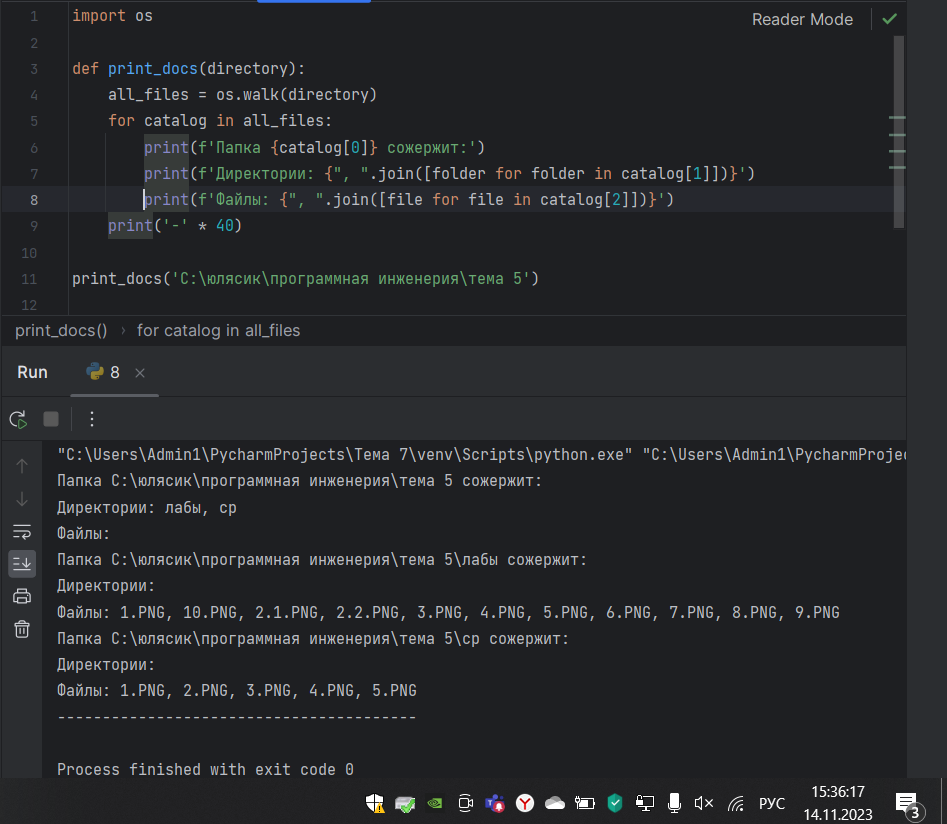 Reader Mode
1 import os
2
3 def print_docs(directory):
4 all_files = os.walk(directory)
5 for catalog in all_files:
6 print(f'Папка {catalog[0]} сожержит:')
7 print(f'Директории: {", ".join([folder for folder in catalog[1]])}')
8 print(f'Файлы: {", ".join([file for file in catalog[2]])}')
9 print('-' * 40)
10
11 print_docs('C:\юлясик\программная инженерия\тема 5')
12
print_docs() › for catalog in all_files
Run 8 ×
"C:\Users\Admin1\PycharmProjects\Тема 7\venv\Scripts\python.exe" "C:\Users\Admin1\PycharmProje
Папка C:\юлясик\программная инженерия\тема 5 сожержит:
Директории: лабы, ср
Файлы:
Папка C:\юлясик\программная инженерия\тема 5\лабы сожержит:
Директории:
Файлы: 1.PNG, 10.PNG, 2.1.PNG, 2.2.PNG, 3.PNG, 4.PNG, 5.PNG, 6.PNG, 7.PNG, 8.PNG, 9.PNG
Папка C:\юлясик\программная инженерия\тема 5\ср сожержит:
Директории:
Файлы: 1.PNG, 2.PNG, 3.PNG, 4.PNG, 5.PNG
----------------------------------------
Process finished with exit code 0
РУС
15:36:17
14.11.2023
3